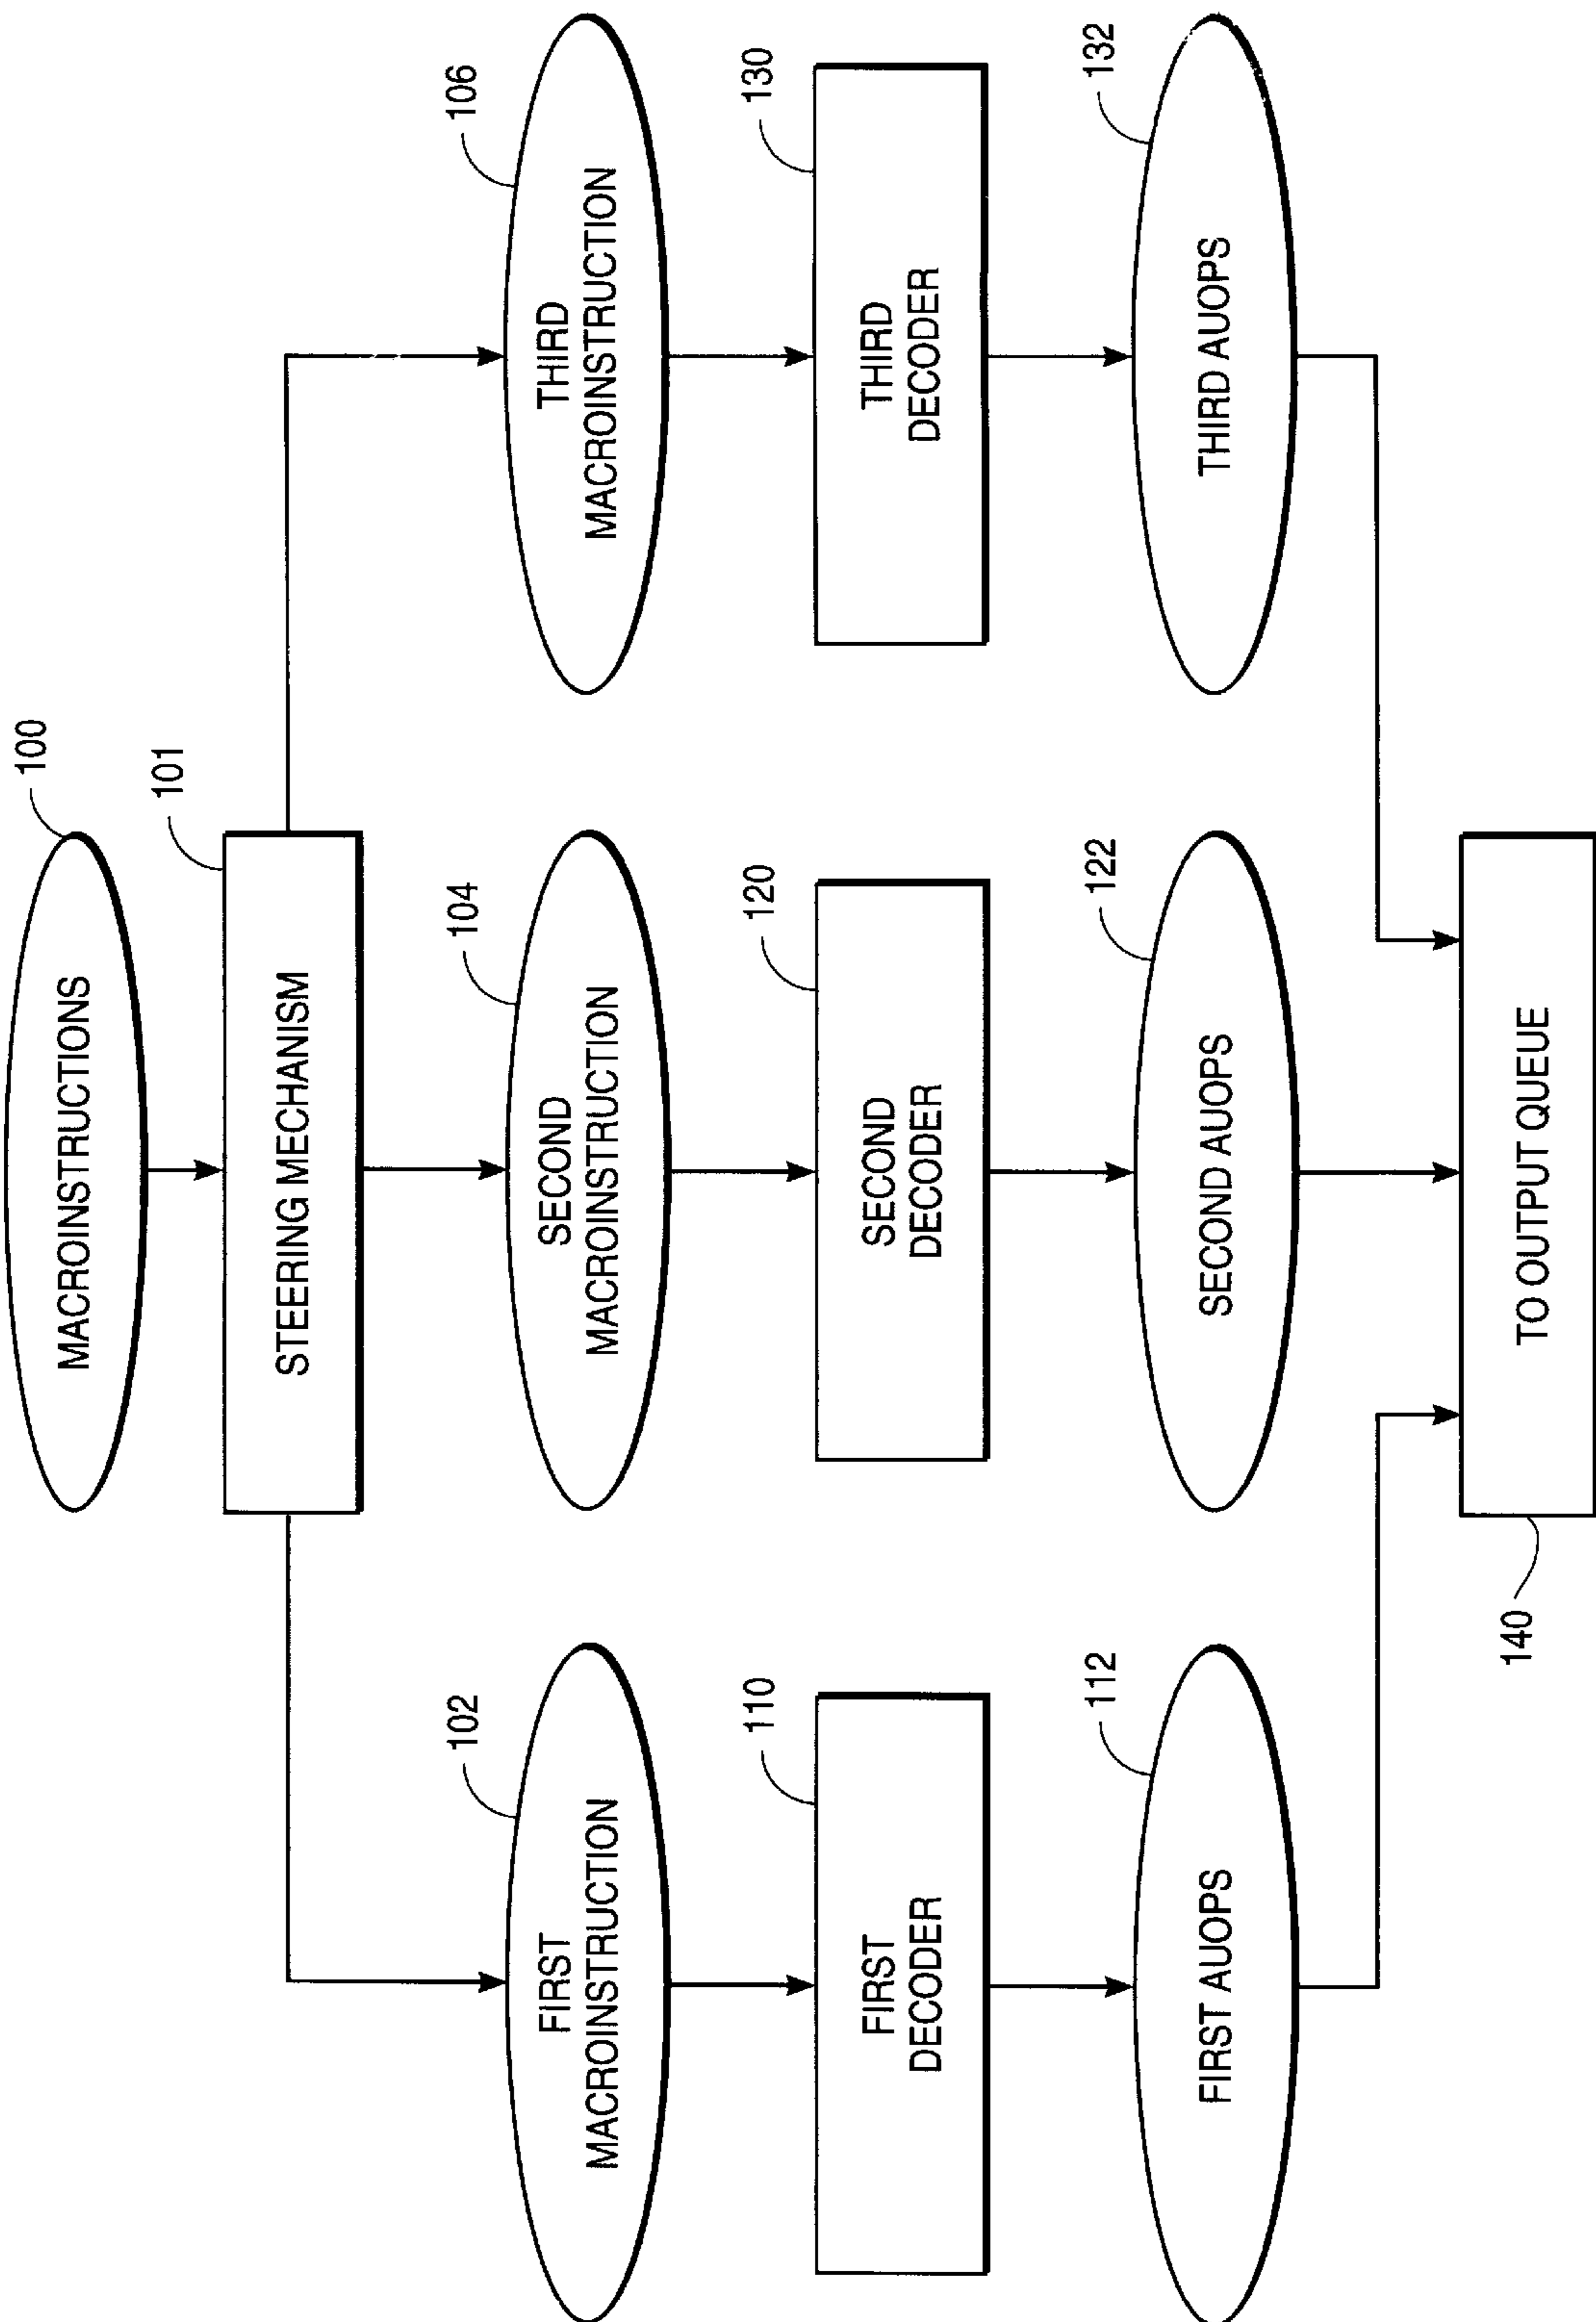 100
MACROINSTRUCTIONS
101
STEERING MECHANISM
102
FIRST
MACROINSTRUCTION
104
SECOND
MACROINSTRUCTION
106
THIRD
MACROINSTRUCTION
110
FIRST
DECODER
120
SECOND
DECODER
130
THIRD
DECODER
112
FIRST AUOPS
122
SECOND AUOPS
132
THIRD AUOPS
TO OUTPUT QUEUE
140